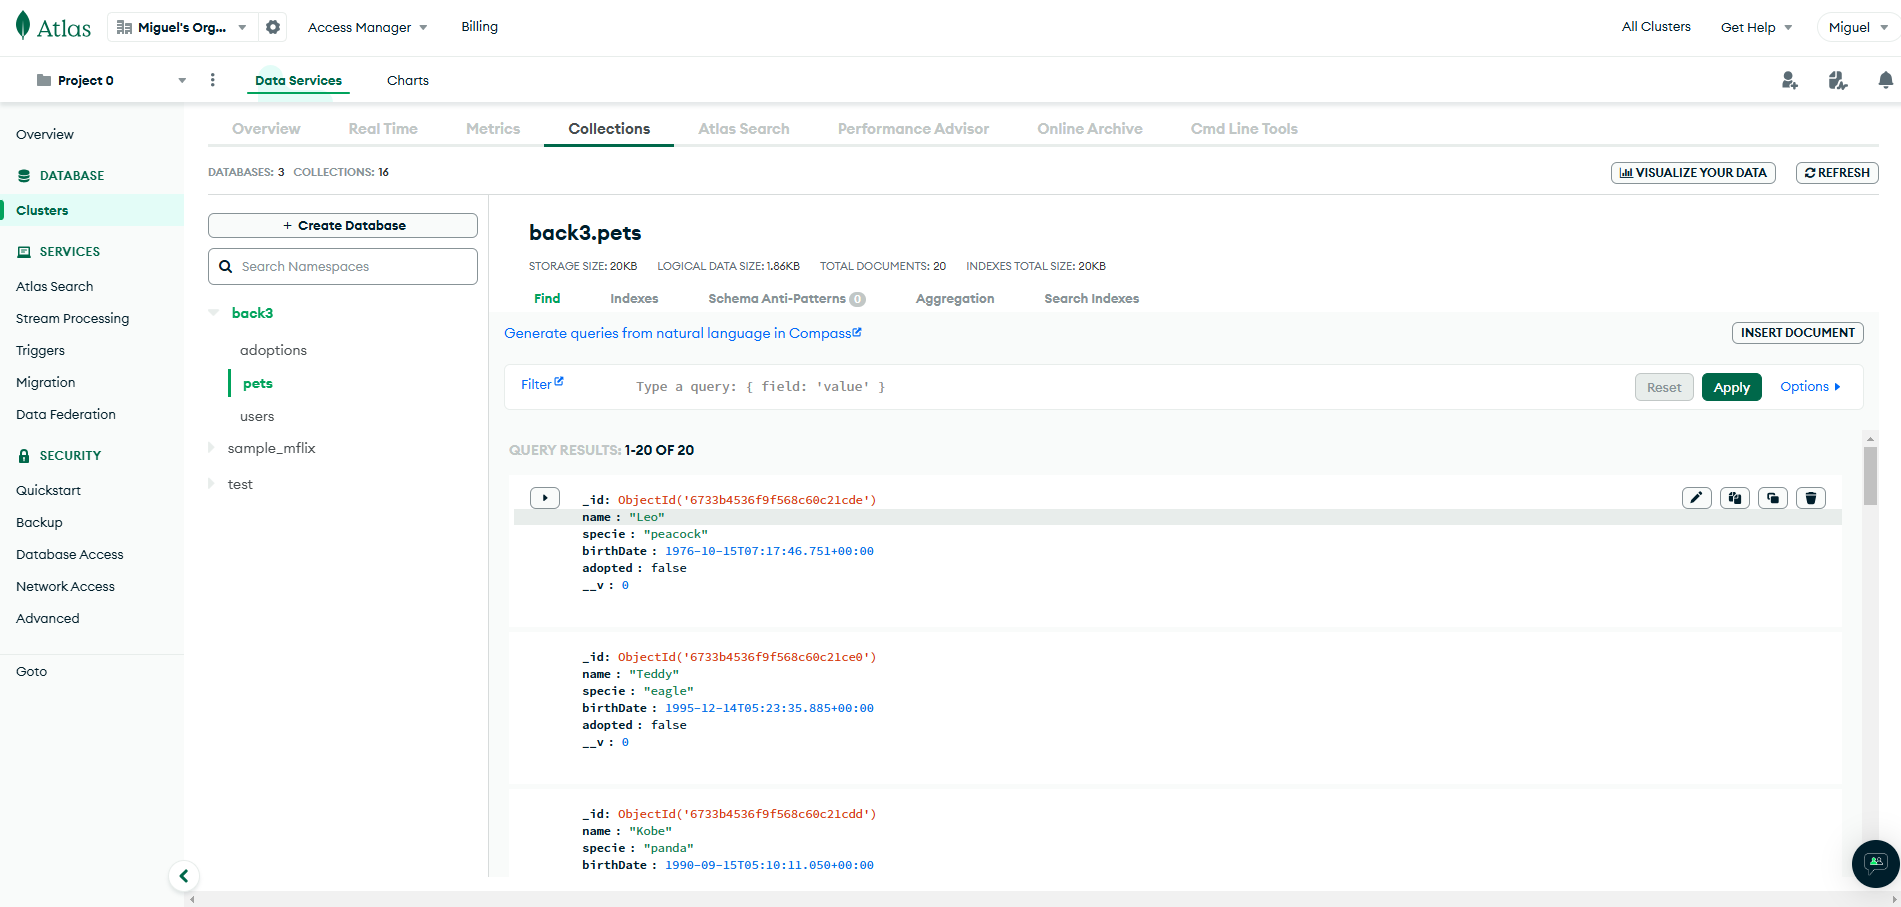 Atlas
Miguel's Org...
Access Manager
Billing
All Clusters
Get Help
Miguel
Project 0
Data Services
Charts
Overview
DATABASE
Clusters
SERVICES
Atlas Search
Stream Processing
Triggers
Migration
Data Federation
SECURITY
Quickstart
Backup
Database Access
Network Access
Advanced
Goto
Overview
Real Time
Metrics
Collections
Atlas Search
Performance Advisor
Online Archive
Cmd Line Tools
DATABASES: 3 COLLECTIONS: 16
VISUALIZE YOUR DATA
REFRESH
+ Create Database
Search Namespaces
back3
adoptions
pets
users
sample_mflix
test
back3.pets
STORAGE SIZE: 20KB LOGICAL DATA SIZE: 1.86KB TOTAL DOCUMENTS: 20 INDEXES TOTAL SIZE: 20KB
Find
Indexes
Schema Anti-Patterns 0
Aggregation
Search Indexes
Generate queries from natural language in Compass
INSERT DOCUMENT
Filter
Type a query: { field: 'value' }
Reset
Apply
Options
QUERY RESULTS: 1-20 OF 20
_id: ObjectId('6733b4536f9f568c60c21cde')
name : "Leo"
specie : "peacock"
birthDate : 1976-10-15T07:17:46.751+00:00
adopted : false
__v : 0
_id: ObjectId('6733b4536f9f568c60c21ce0')
name : "Teddy"
specie : "eagle"
birthDate : 1995-12-14T05:23:35.885+00:00
adopted : false
__v : 0
_id: ObjectId('6733b4536f9f568c60c21cdd')
name : "Kobe"
specie : "panda"
birthDate : 1990-09-15T05:10:11.050+00:00